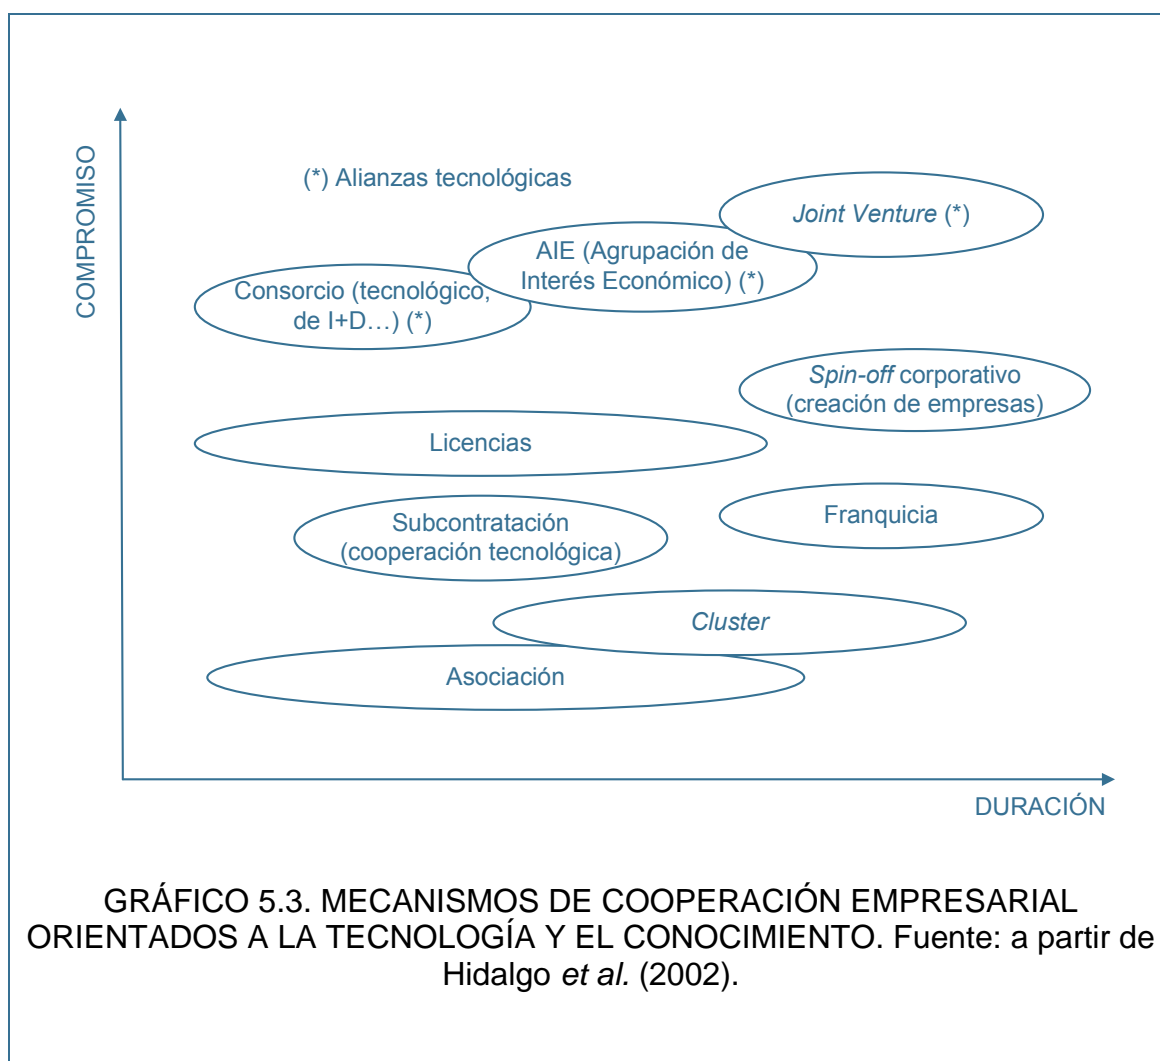 COMPROMISO
(*) Alianzas tecnológicas
Joint Venture (*)
AIE (Agrupación de
Interés Económico) (*)
Consorcio (tecnológico,
de I+D…) (*)
Spin-off corporativo
(creación de empresas)
Licencias
Franquicia
Subcontratación
(cooperación tecnológica)
Cluster
Asociación
DURACIÓN
GRÁFICO 5.3. MECANISMOS DE COOPERACIÓN EMPRESARIAL
ORIENTADOS A LA TECNOLOGÍA Y EL CONOCIMIENTO. Fuente: a partir de
Hidalgo et al. (2002).